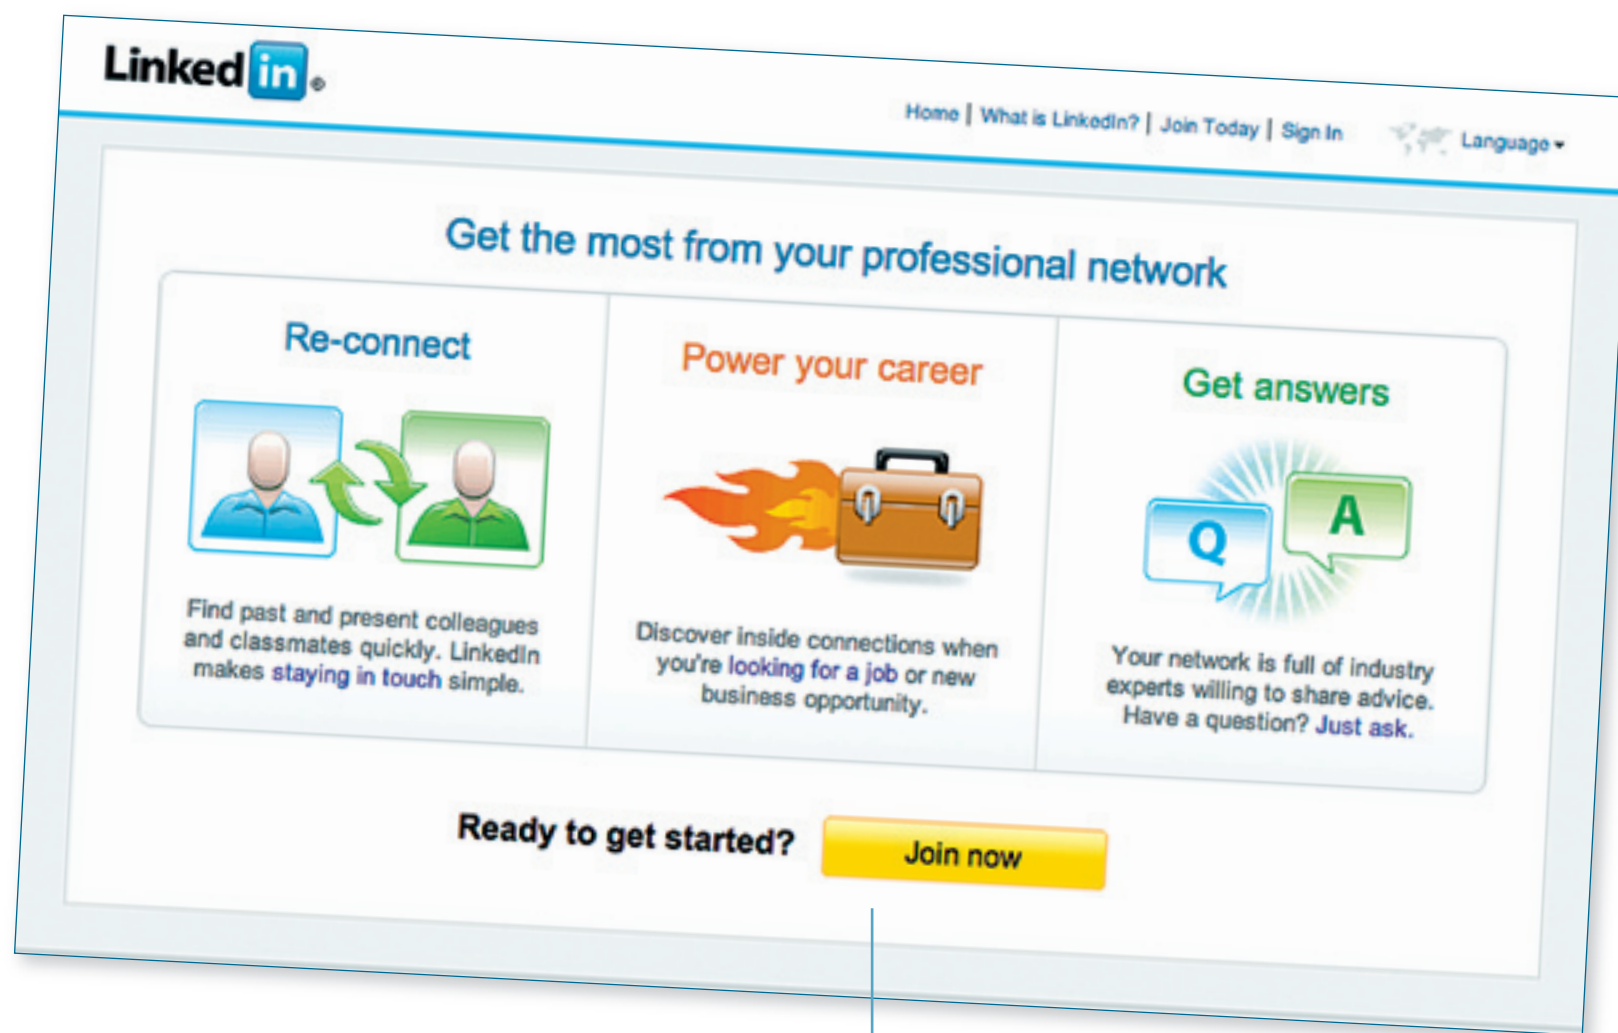 Linked in ®
Home | What is LinkedIn? | Join Today | Sign In Language
Get the most from your professional network
Re-connect
Find past and present colleagues
and classmates quickly. LinkedIn
makes staying in touch simple.
Power your career
Discover inside connections when
you're looking for a job or new
business opportunity.
Get answers
Q
A
Your network is full of industry
experts willing to share advice.
Have a question? Just ask.
Ready to get started? Join now